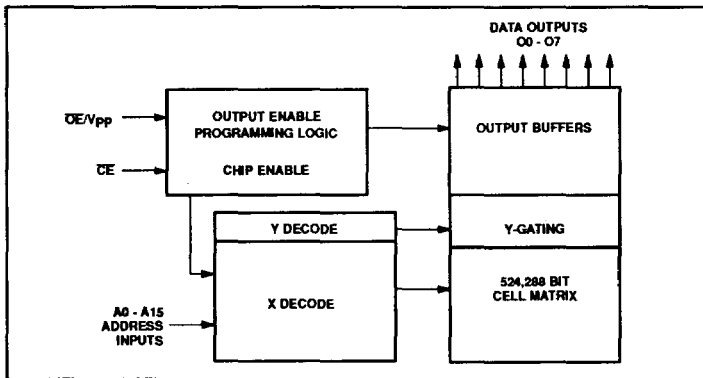 DATA OUTPUTS
O0 - O7
OE/Vpp
OUTPUT ENABLE
PROGRAMMING LOGIC
CE
CHIP ENABLE
OUTPUT BUFFERS
Y DECODE
Y-GATING
X DECODE
524,288 BIT
CELL MATRIX
A0 - A15
ADDRESS
INPUTS